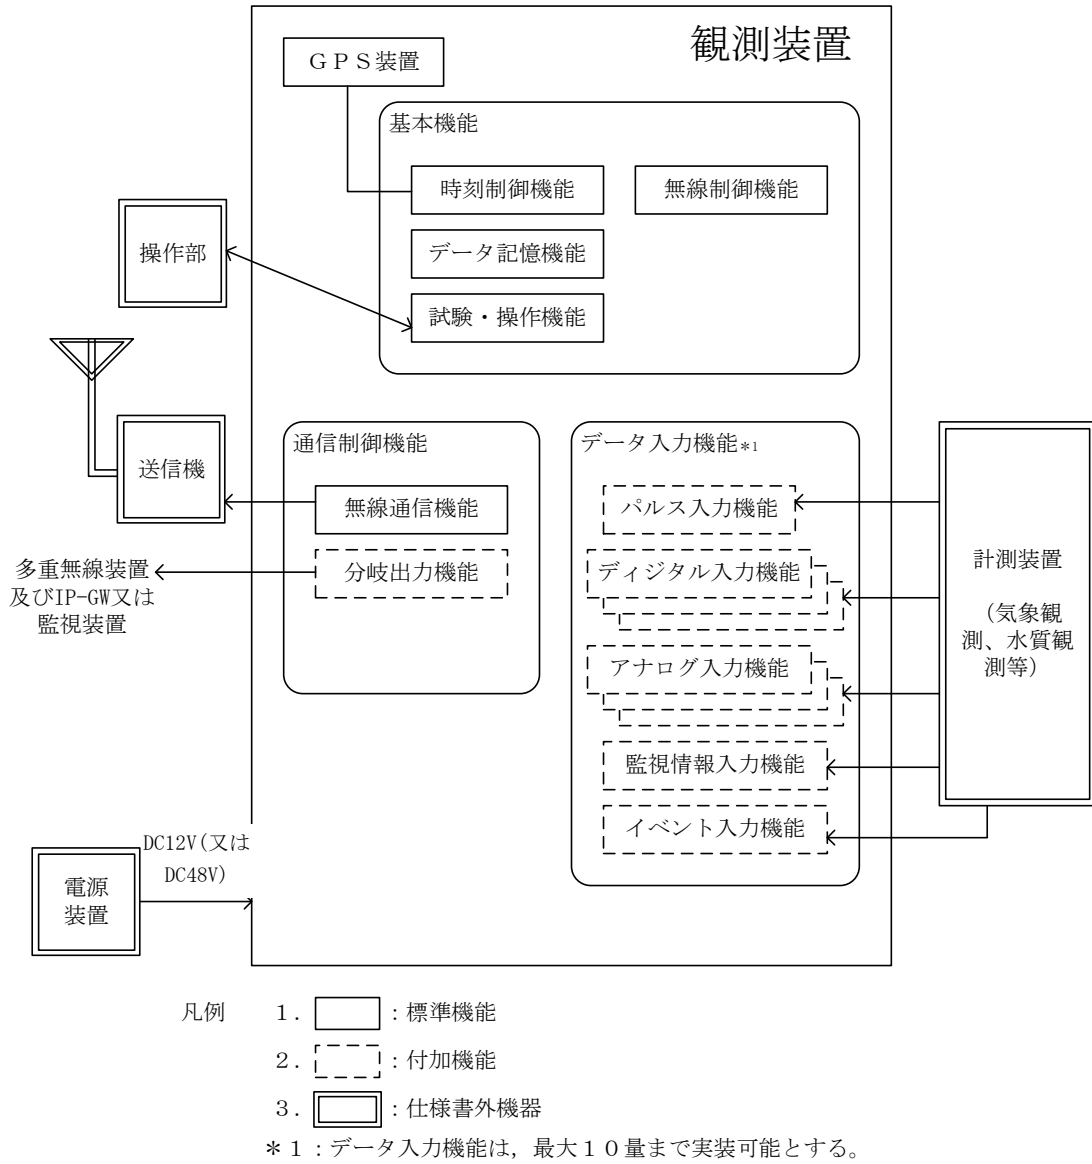 観測装置
ＧＰＳ装置
基本機能
時刻制御機能
無線制御機能
データ記憶機能
試験・操作機能
操作部
送信機
通信制御機能
無線通信機能
分岐出力機能
多重無線装置
及びIP-GW又は
監視装置
データ入力機能*1
パルス入力機能
ディジタル入力機能
アナログ入力機能
監視情報入力機能
イベント入力機能
計測装置
（気象観
測、水質観
測等）
DC12V(又は
DC48V)
電源
装置
凡例
１．：標準機能
２．：付加機能
３．：仕様書外機器
＊１：データ入力機能は，最大１０量まで実装可能とする。